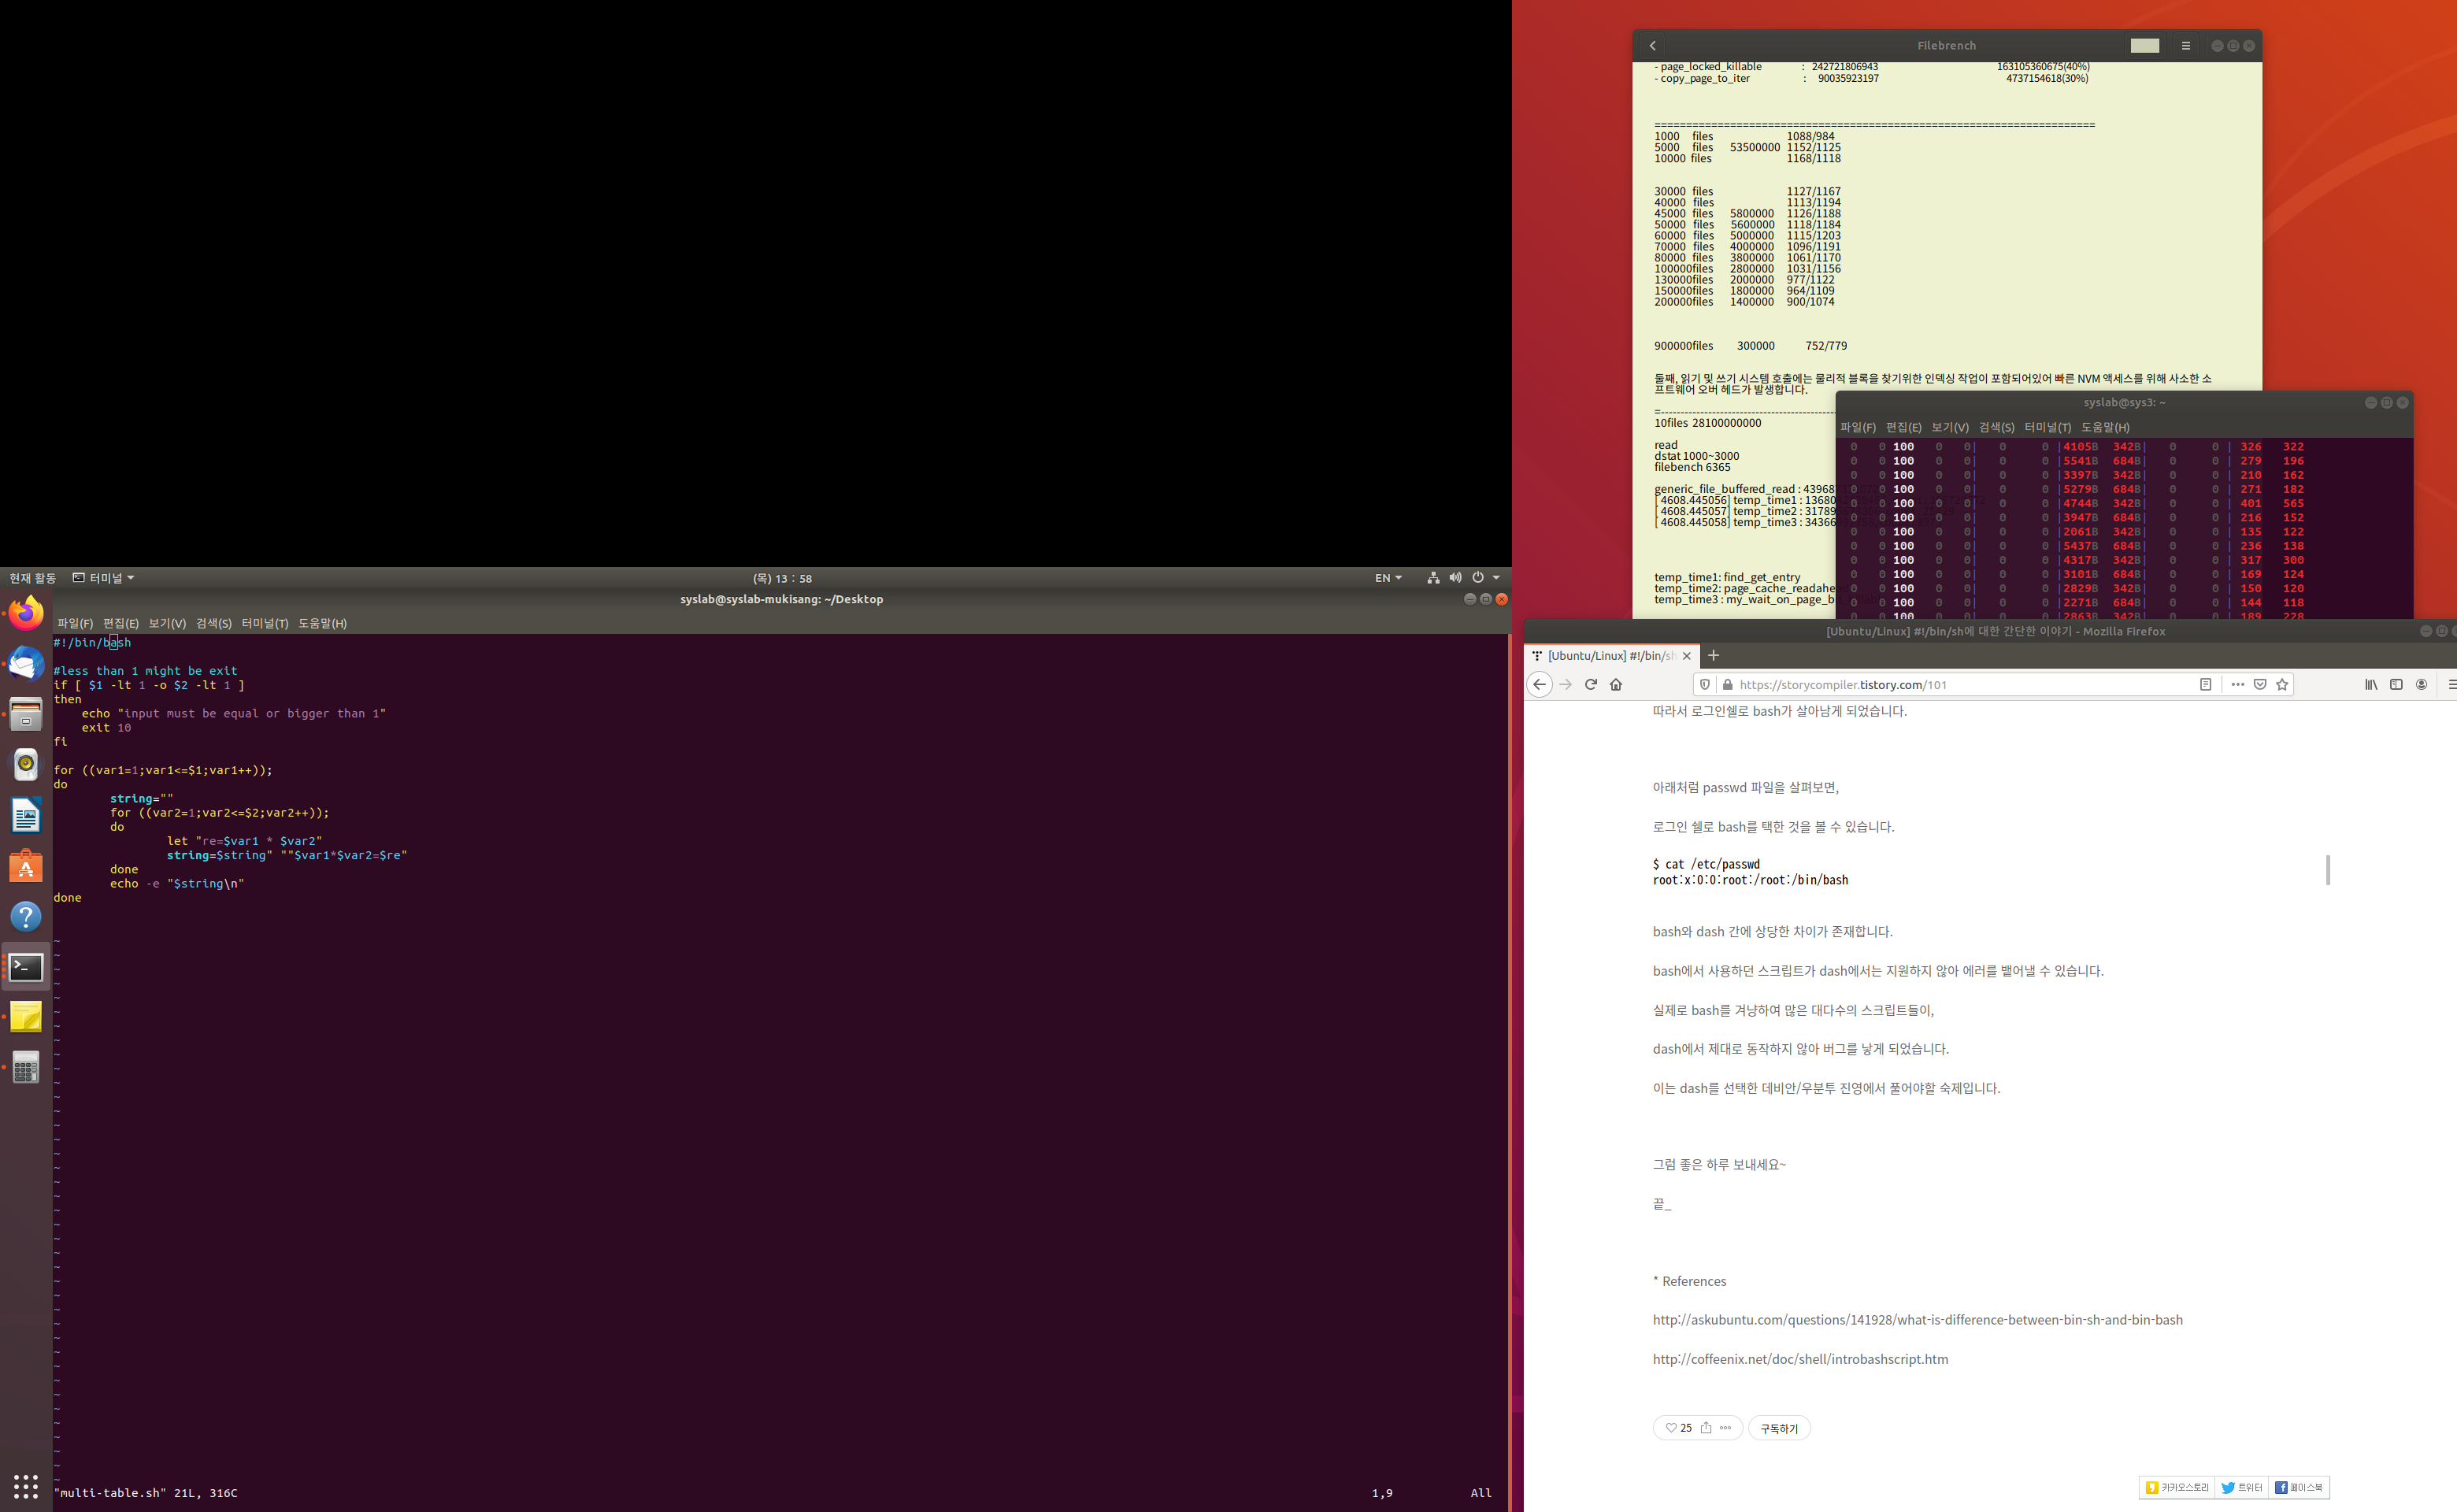 현재 활동 터미널 (목) 13 : 58 EN
syslab@syslab-mukisang: ~/Desktop
파일(F) 편집(E) 보기(V) 검색(S) 터미널(T) 도움말(H)
#!/bin/bash
#less than 1 might be exit
if [ $1 -lt 1 -o $2 -lt 1 ]
then
    echo "input must be equal or bigger than 1"
    exit 10
fi
for ((var1=1;var1<=$1;var1++));
do
        string=""
        for ((var2=1;var2<=$2;var2++));
        do
                let "re=$var1 * $var2"
                string=$string" ""$var1*$var2=$re"
        done
        echo -e "$string\n"
done
"multi-table.sh" 21L, 316C 1,9 All
Filebrench
- page_locked_killable : 242721806943 163105360675(40%)
- copy_page_to_iter : 90035923197 4737154618(30%)
1000 files 1088/984
5000 files 53500000 1152/1125
10000 files 1168/1118
30000 files 1127/1167
40000 files 1113/1194
45000 files 5800000 1126/1188
50000 files 5600000 1118/1184
60000 files 5000000 1115/1203
70000 files 4000000 1096/1191
80000 files 3800000 1061/1170
100000files 2800000 1031/1156
130000files 2000000 977/1122
150000files 1800000 964/1109
200000files 1400000 900/1074
900000files 300000 752/779
둘째, 읽기 및 쓰기 시스템 호출에는 물리적 블록을 찾기위한 인덱싱 작업이 포함되어있어 빠른 NVM 액세스를 위해 사소한 소
프트웨어 오버 헤드가 발생합니다.
10files 28100000000
read
dstat 1000~3000
filebench 6365
generic_file_buffered_read : 43968
[ 4608.445056] temp_time1 : 13680
[ 4608.445057] temp_time2 : 31789
[ 4608.445058] temp_time3 : 34366
temp_time1: find_get_entry
temp_time2: page_cache_readahe
temp_time3 : my_wait_on_page_b
syslab@sys3: ~
파일(F) 편집(E) 보기(V) 검색(S) 터미널(T) 도움말(H)
0 0 100 0 0| 0 0 |4105B 342B| 0 0 | 326 322
0 0 100 0 0| 0 0 |5541B 684B| 0 0 | 279 196
0 0 100 0 0| 0 0 |3397B 342B| 0 0 | 210 162
0 0 100 0 0| 0 0 |5279B 684B| 0 0 | 271 182
0 0 100 0 0| 0 0 |4744B 342B| 0 0 | 401 565
0 0 100 0 0| 0 0 |3947B 684B| 0 0 | 216 152
0 0 100 0 0| 0 0 |2061B 342B| 0 0 | 135 122
0 0 100 0 0| 0 0 |5437B 684B| 0 0 | 236 138
0 0 100 0 0| 0 0 |4317B 342B| 0 0 | 317 300
0 0 100 0 0| 0 0 |3101B 684B| 0 0 | 169 124
0 0 100 0 0| 0 0 |2829B 342B| 0 0 | 150 120
0 0 100 0 0| 0 0 |2271B 684B| 0 0 | 144 118
0 0 100 0 0| 0 0 |2863B 342B| 0 0 | 189 228
[Ubuntu/Linux] #!/bin/sh에 대한 간단한 이야기 - Mozilla Firefox
[Ubuntu/Linux] #!/bin/sh
https://storycompiler.tistory.com/101
따라서 로그인쉘로 bash가 살아남게 되었습니다.
아래처럼 passwd 파일을 살펴보면,
로그인 쉘로 bash를 택한 것을 볼 수 있습니다.
$ cat /etc/passwd
root:x:0:0:root:/root:/bin/bash
bash와 dash 간에 상당한 차이가 존재합니다.
bash에서 사용하던 스크립트가 dash에서는 지원하지 않아 에러를 뱉어낼 수 있습니다.
실제로 bash를 겨냥하여 많은 대다수의 스크립트들이,
dash에서 제대로 동작하지 않아 버그를 낳게 되었습니다.
이는 dash를 선택한 데비안/우분투 진영에서 풀어야할 숙제입니다.
그럼 좋은 하루 보내세요~
끝_
* References
http://askubuntu.com/questions/141928/what-is-difference-between-bin-sh-and-bin-bash
http://coffeenix.net/doc/shell/introbashscript.htm
25 구독하기
카카오스토리 트위터 페이스북